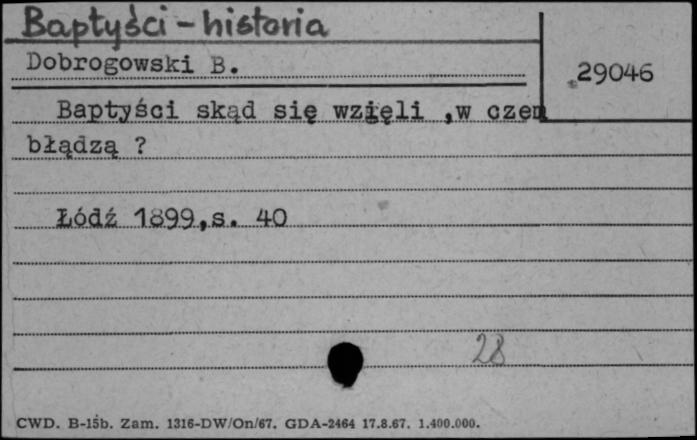 Baptyści - historia
Dobrogowski B.
29046
Baptyści skąd się wzięli ,w czem
błądzą ?
Łódź 1899,s. 40
28
CWD. B-15b. Zam. 1316-DW/On/67. GDA-2464 17.8.67. 1.400.000.